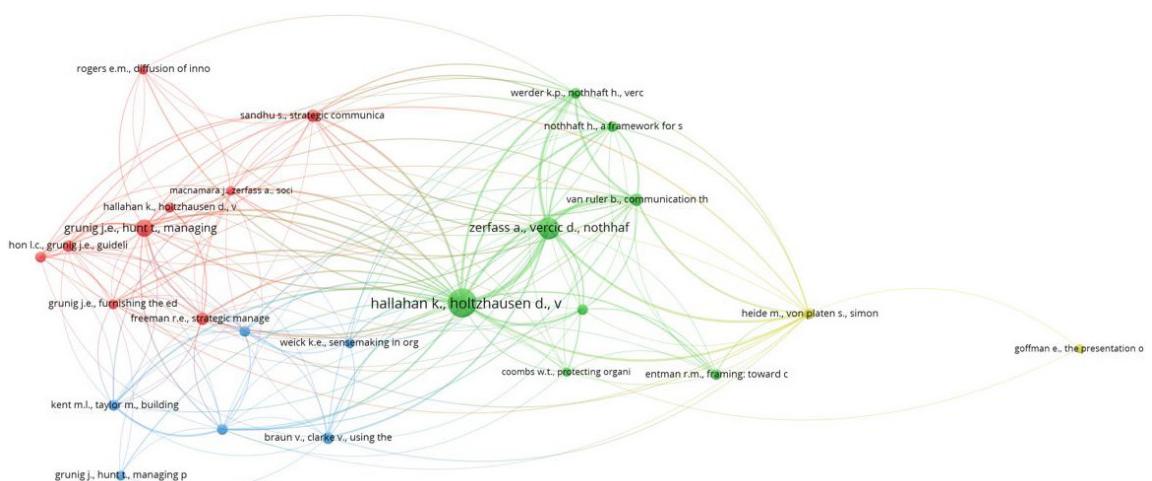 rogers e.m., diffusion of inno
werder k.p., nothhaft h., verc
sandhu s., strategic communica
nothhaft h., a framework for s
macnamara j., zerfass a., soci
hallahan k., holtzhausen d., v
van ruler b., communication th
grunig j.e., hunt t., managing
zerfass a., vercic d., nothhaf
hon l.c., grunig j.e., guideli
grunig j.e., furnishing the ed
hallahan k., holtzhausen d., v
freeman r.e., strategic manage
heide m., von platen s., simon
weick k.e., sensemaking in org
goffman e., the presentation o
coombs w.t., protecting organi
entman r.m., framing: toward c
kent m.l., taylor m., building
braun v., clarke v., using the
grunig j., hunt t., managing p